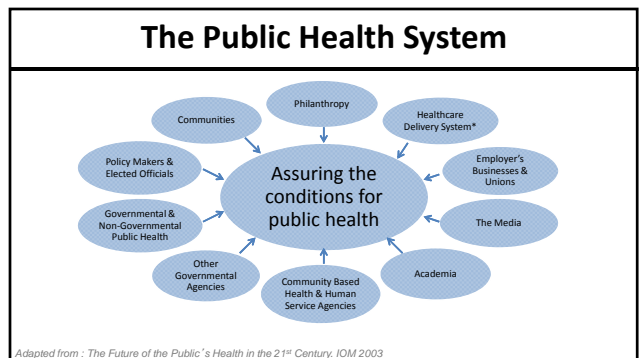 The Public Health System
Philanthropy
Communities
Healthcare
Delivery System*
Policy Makers &
Elected Officials
Employer's
Businesses &
Unions
Assuring the
conditions for
public health
Governmental &
Non-Governmental
Public Health
The Media
Other
Governmental
Agencies
Community Based
Health & Human
Service Agencies
Academia
Adapted from : The Future of the Public´s Health in the 21st Century. IOM 2003